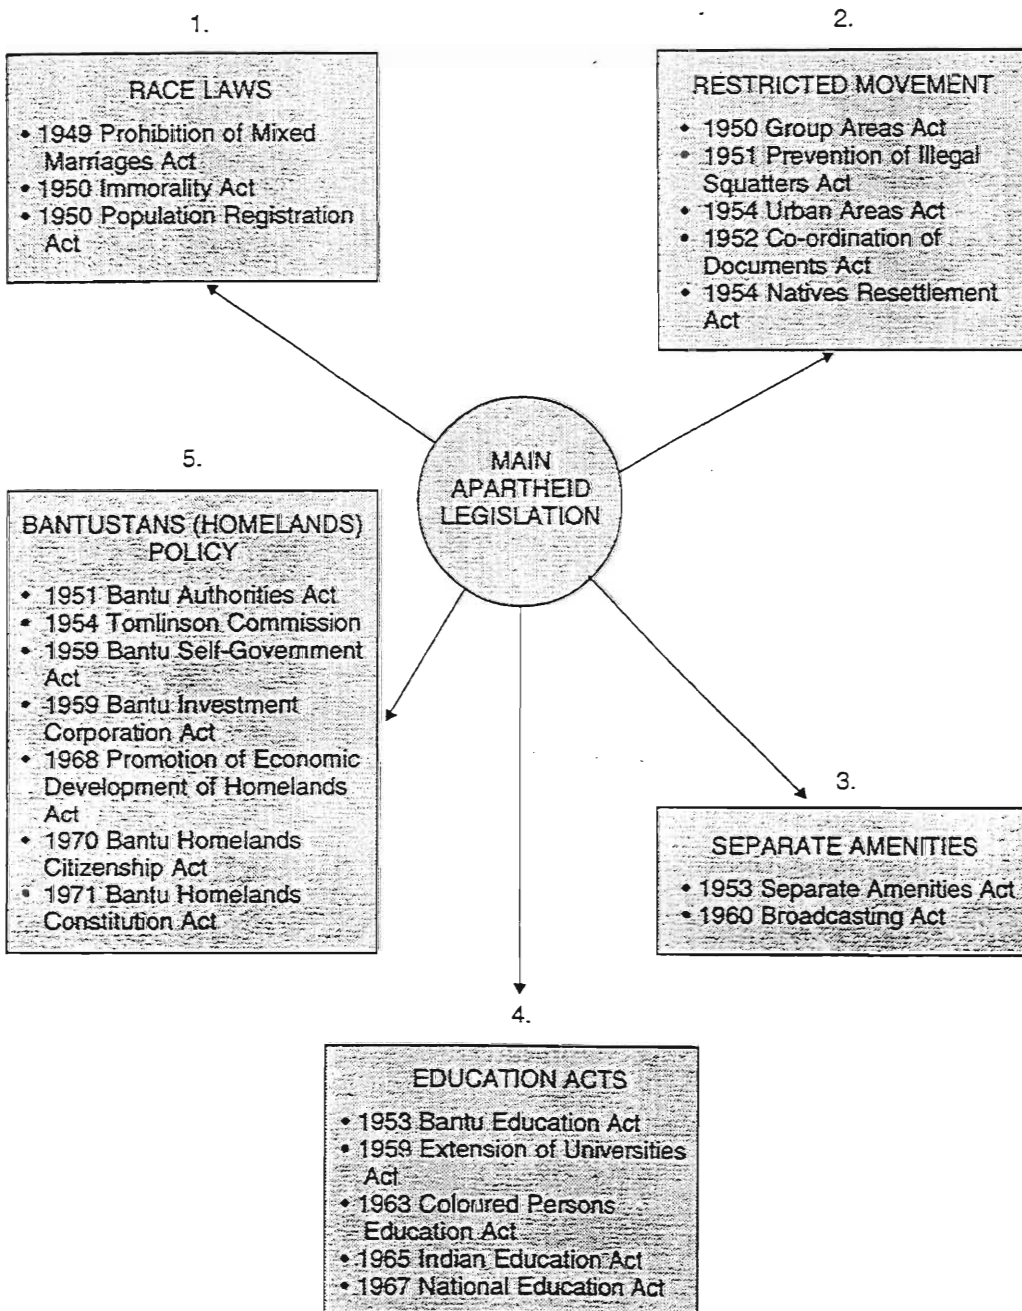 1.
RACE LAWS
• 1949 Prohibition of Mixed
Marriages Act
• 1950 Immorality Act
• 1950 Population Registration
Act
2.
RESTRICTED MOVEMENT
• 1950 Group Areas Act
• 1951 Prevention of Illegal
Squatters Act
• 1954 Urban Areas Act
• 1952 Co-ordination of
Documents Act
• 1954 Natives Resettlement
Act
MAIN
APARTHEID
LEGISLATION
5.
BANTUSTANS (HOMELANDS)
POLICY
• 1951 Bantu Authorities Act
• 1954 Tomlinson Commission
• 1959 Bantu Self-Government
Act
• 1959 Bantu Investment
Corporation Act
• 1968 Promotion of Economic
Development of Homelands
Act
• 1970 Bantu Homelands
Citizenship Act
• 1971 Bantu Homelands
Constitution Act
3.
SEPARATE AMENITIES
• 1953 Separate Amenities Act
• 1960 Broadcasting Act
4.
EDUCATION ACTS
• 1953 Bantu Education Act
• 1959 Extension of Universities
Act
• 1963 Coloured Persons
Education Act
• 1965 Indian Education Act
• 1967 National Education Act